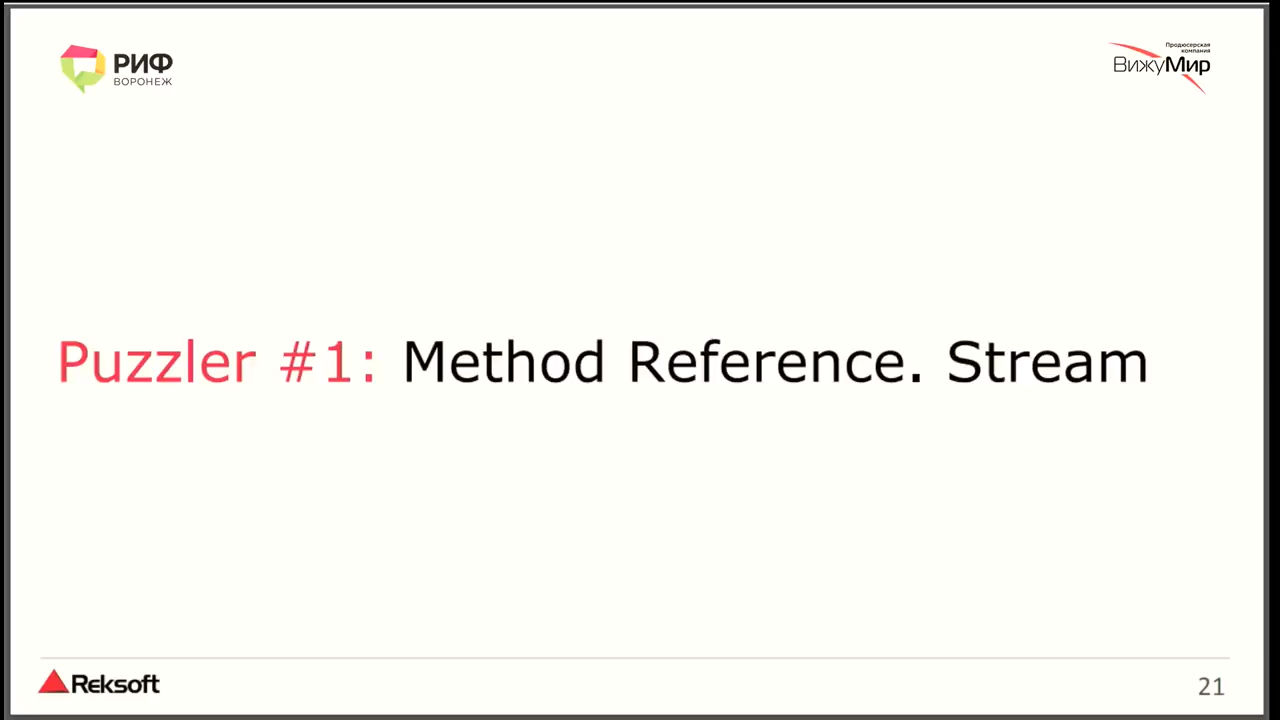 РИФ
ВОРОНЕЖ
Продюсерская
компания
ВижуМир
Puzzler #1: Method Reference. Stream
Reksoft
21